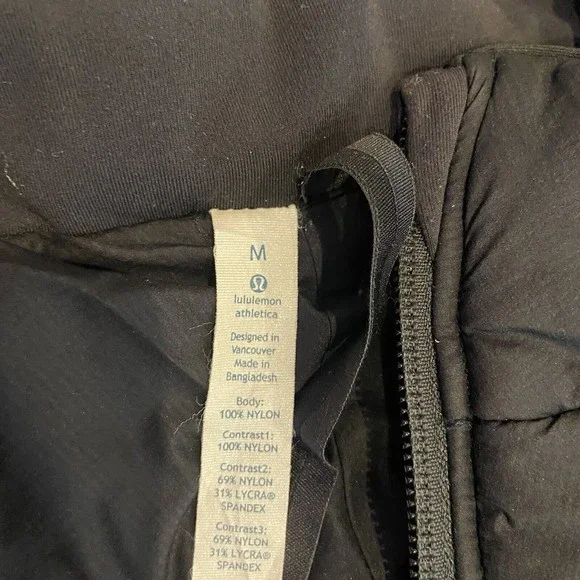 M
lululemon
athletica
Designed in
Vancouver
Made in
Bangladesh
Body:
100% NYLON
Contrast1:
100% NYLON
Contrast2:
69% NYLON
31% LYCRA®
SPANDEX
Contrast3:
69% NYLON
31% LYCRA®
SPANDEX